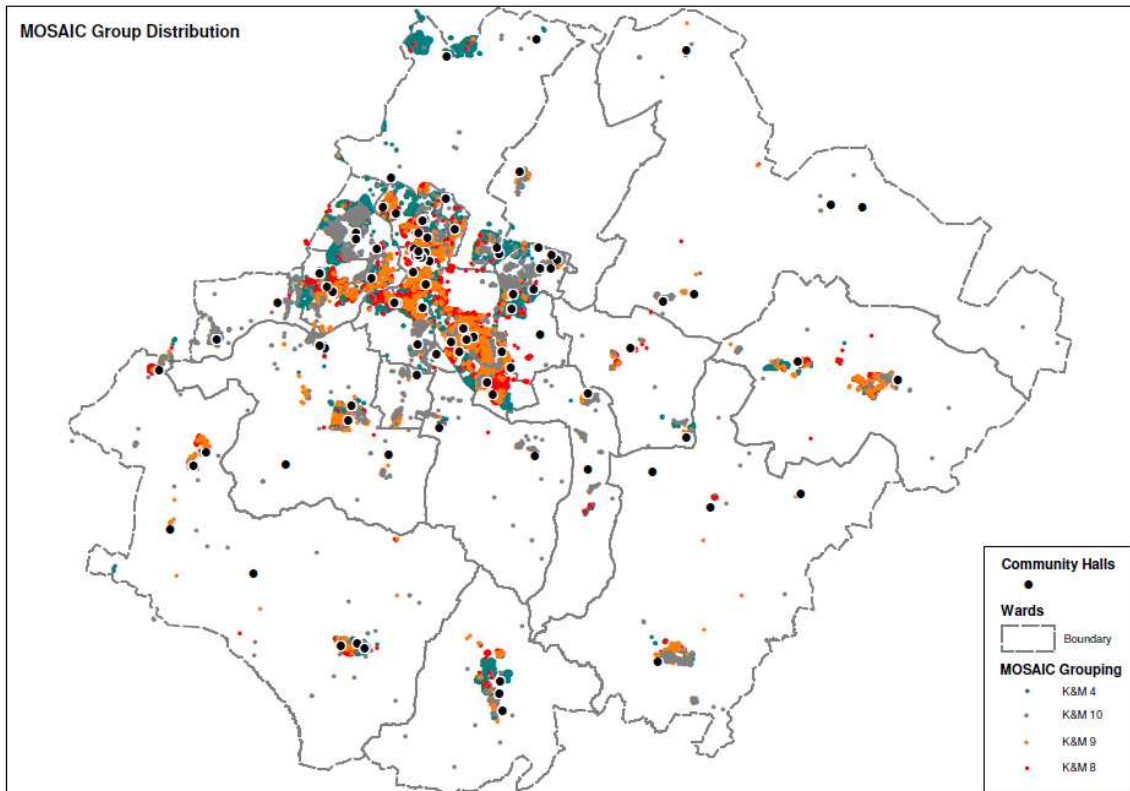 MOSAIC Group Distribution
Community Halls
Wards
Boundary
MOSAIC Grouping
K&M 4
K&M 10
K&M 9
K&M 8